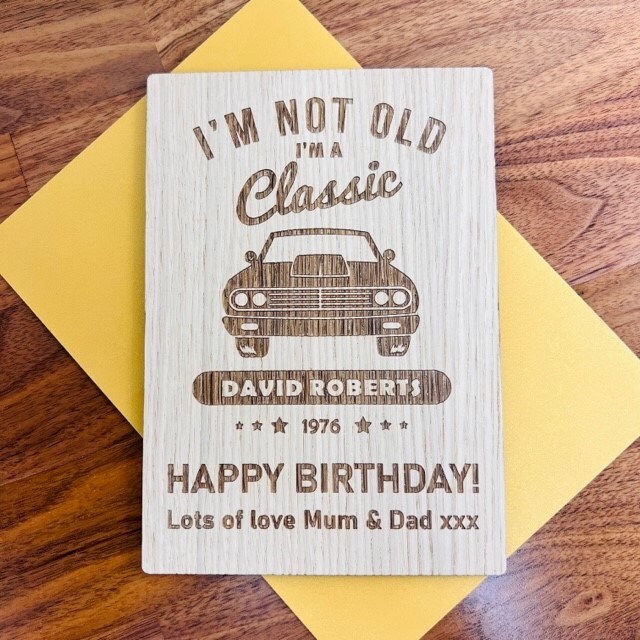 I'M NOT OLD
I'M A
Classic
DAVID ROBERTS
1976
HAPPY BIRTHDAY!
Lots of love Mum & Dad xxx